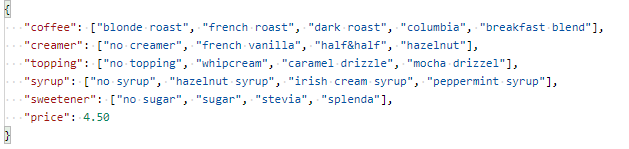 {
"coffee": ["blonde roast", "french roast", "dark roast", "columbia", "breakfast blend"],
"creamer": ["no creamer", "french vanilla", "half&half", "hazelnut"],
"topping": ["no topping", "whipcream", "caramel drizzle", "mocha drizzel"],
"syrup": ["no syrup", "hazelnut syrup", "irish cream syrup", "peppermint syrup"],
"sweetener": ["no sugar", "sugar", "stevia", "splenda"],
"price": 4.50
}